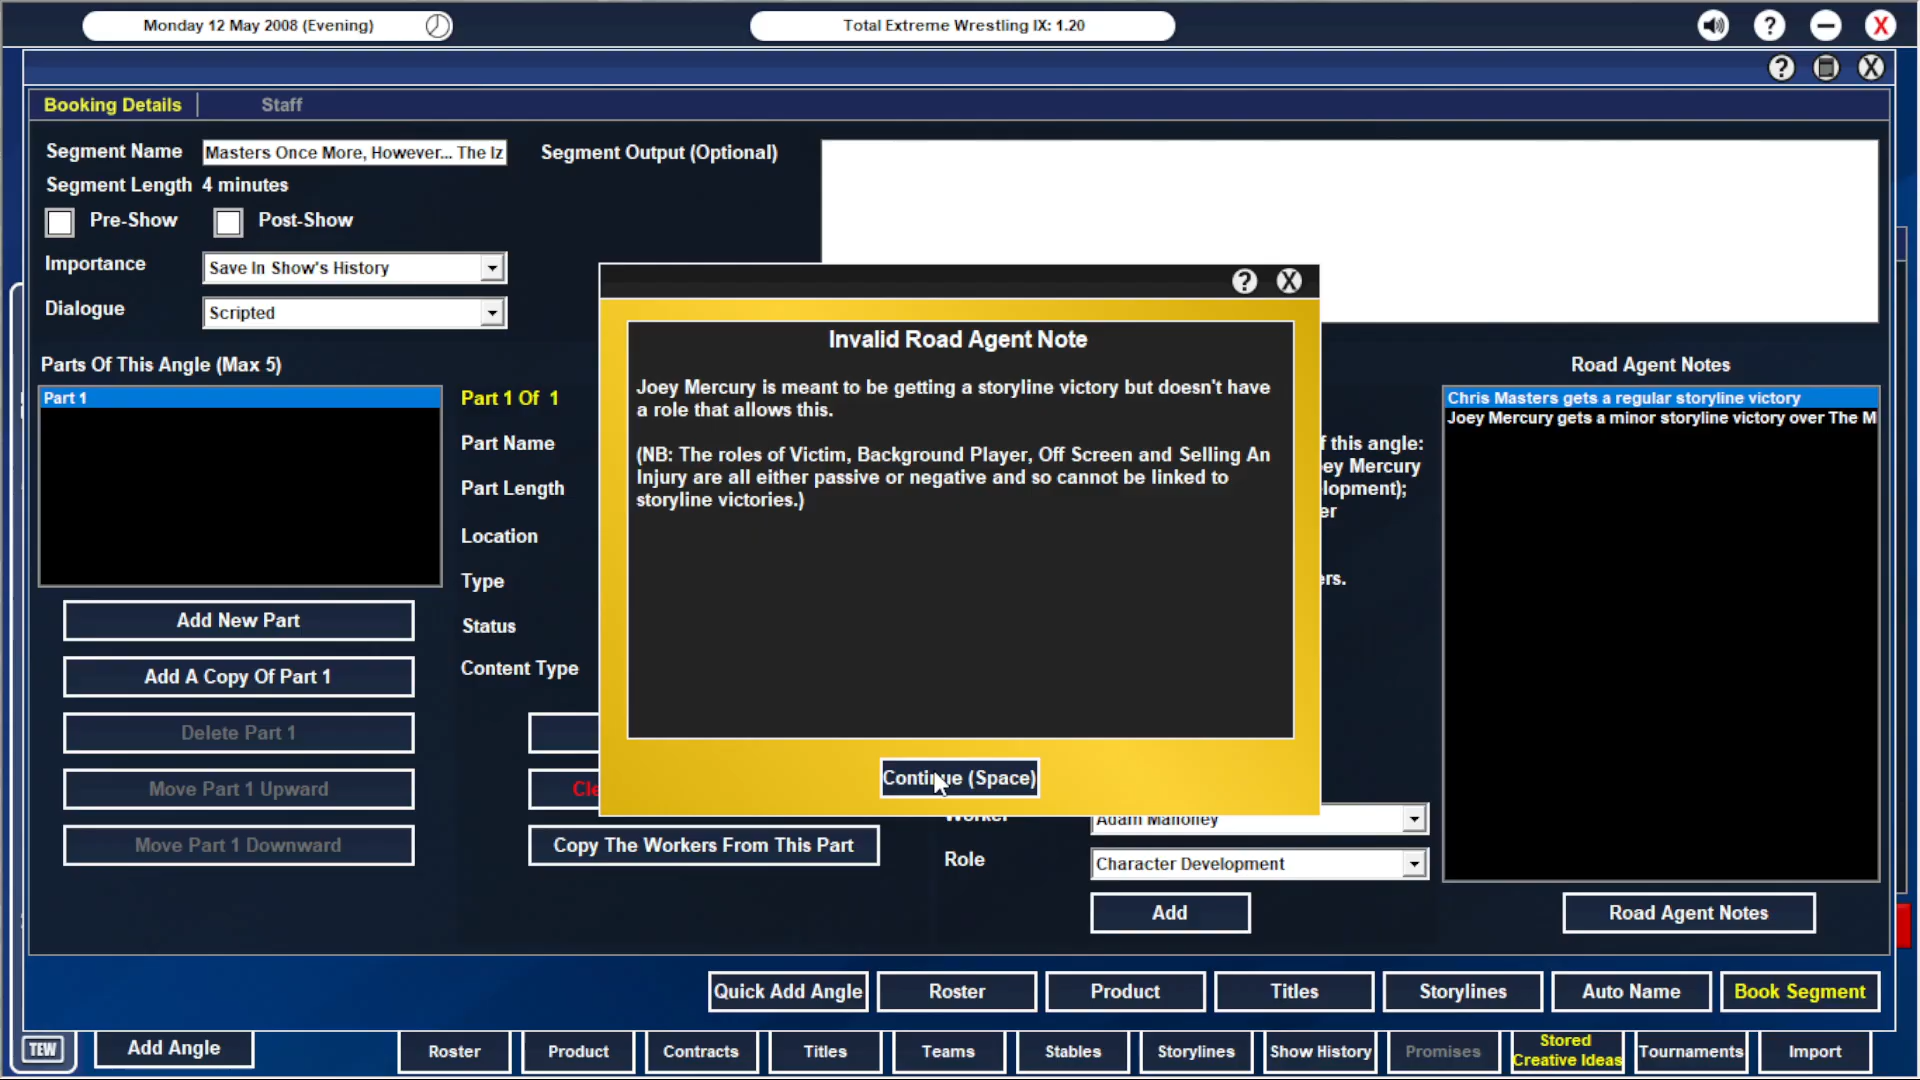 Monday 12 May 2008 (Evening)
Total Extreme Wrestling IX: 1.20
?
X
? X
Booking Details
Staff
Segment Name
Masters Once More, However... The Iz
Segment Output (Optional)
Segment Length 4 minutes
Pre-Show
Post-Show
Importance
Save In Show's History
Dialogue
Scripted
? X
Invalid Road Agent Note
Joey Mercury is meant to be getting a storyline victory but doesn't have
a role that allows this.
(NB: The roles of Victim, Background Player, Off Screen and Selling An
Injury are all either passive or negative and so cannot be linked to
storyline victories.)
Continue (Space)
Parts Of This Angle (Max 5)
Part 1
Part 1 Of 1
Part Name
Part Length
Location
Type
Status
Content Type
this angle:
Mercury
Road Agent Notes
Chris Masters gets a regular storyline victory
Joey Mercury gets a minor storyline victory over The M
Add New Part
Add A Copy Of Part 1
Delete Part 1
Move Part 1 Upward
Move Part 1 Downward
Copy The Workers From This Part
Worker
Adam Mahoney
Role
Character Development
Add
Road Agent Notes
Quick Add Angle
Roster
Product
Titles
Storylines
Auto Name
Book Segment
TEW
Add Angle
Roster
Product
Contracts
Titles
Teams
Stables
Storylines
Show History
Promises
Stored
Creative Ideas
Tournaments
Import